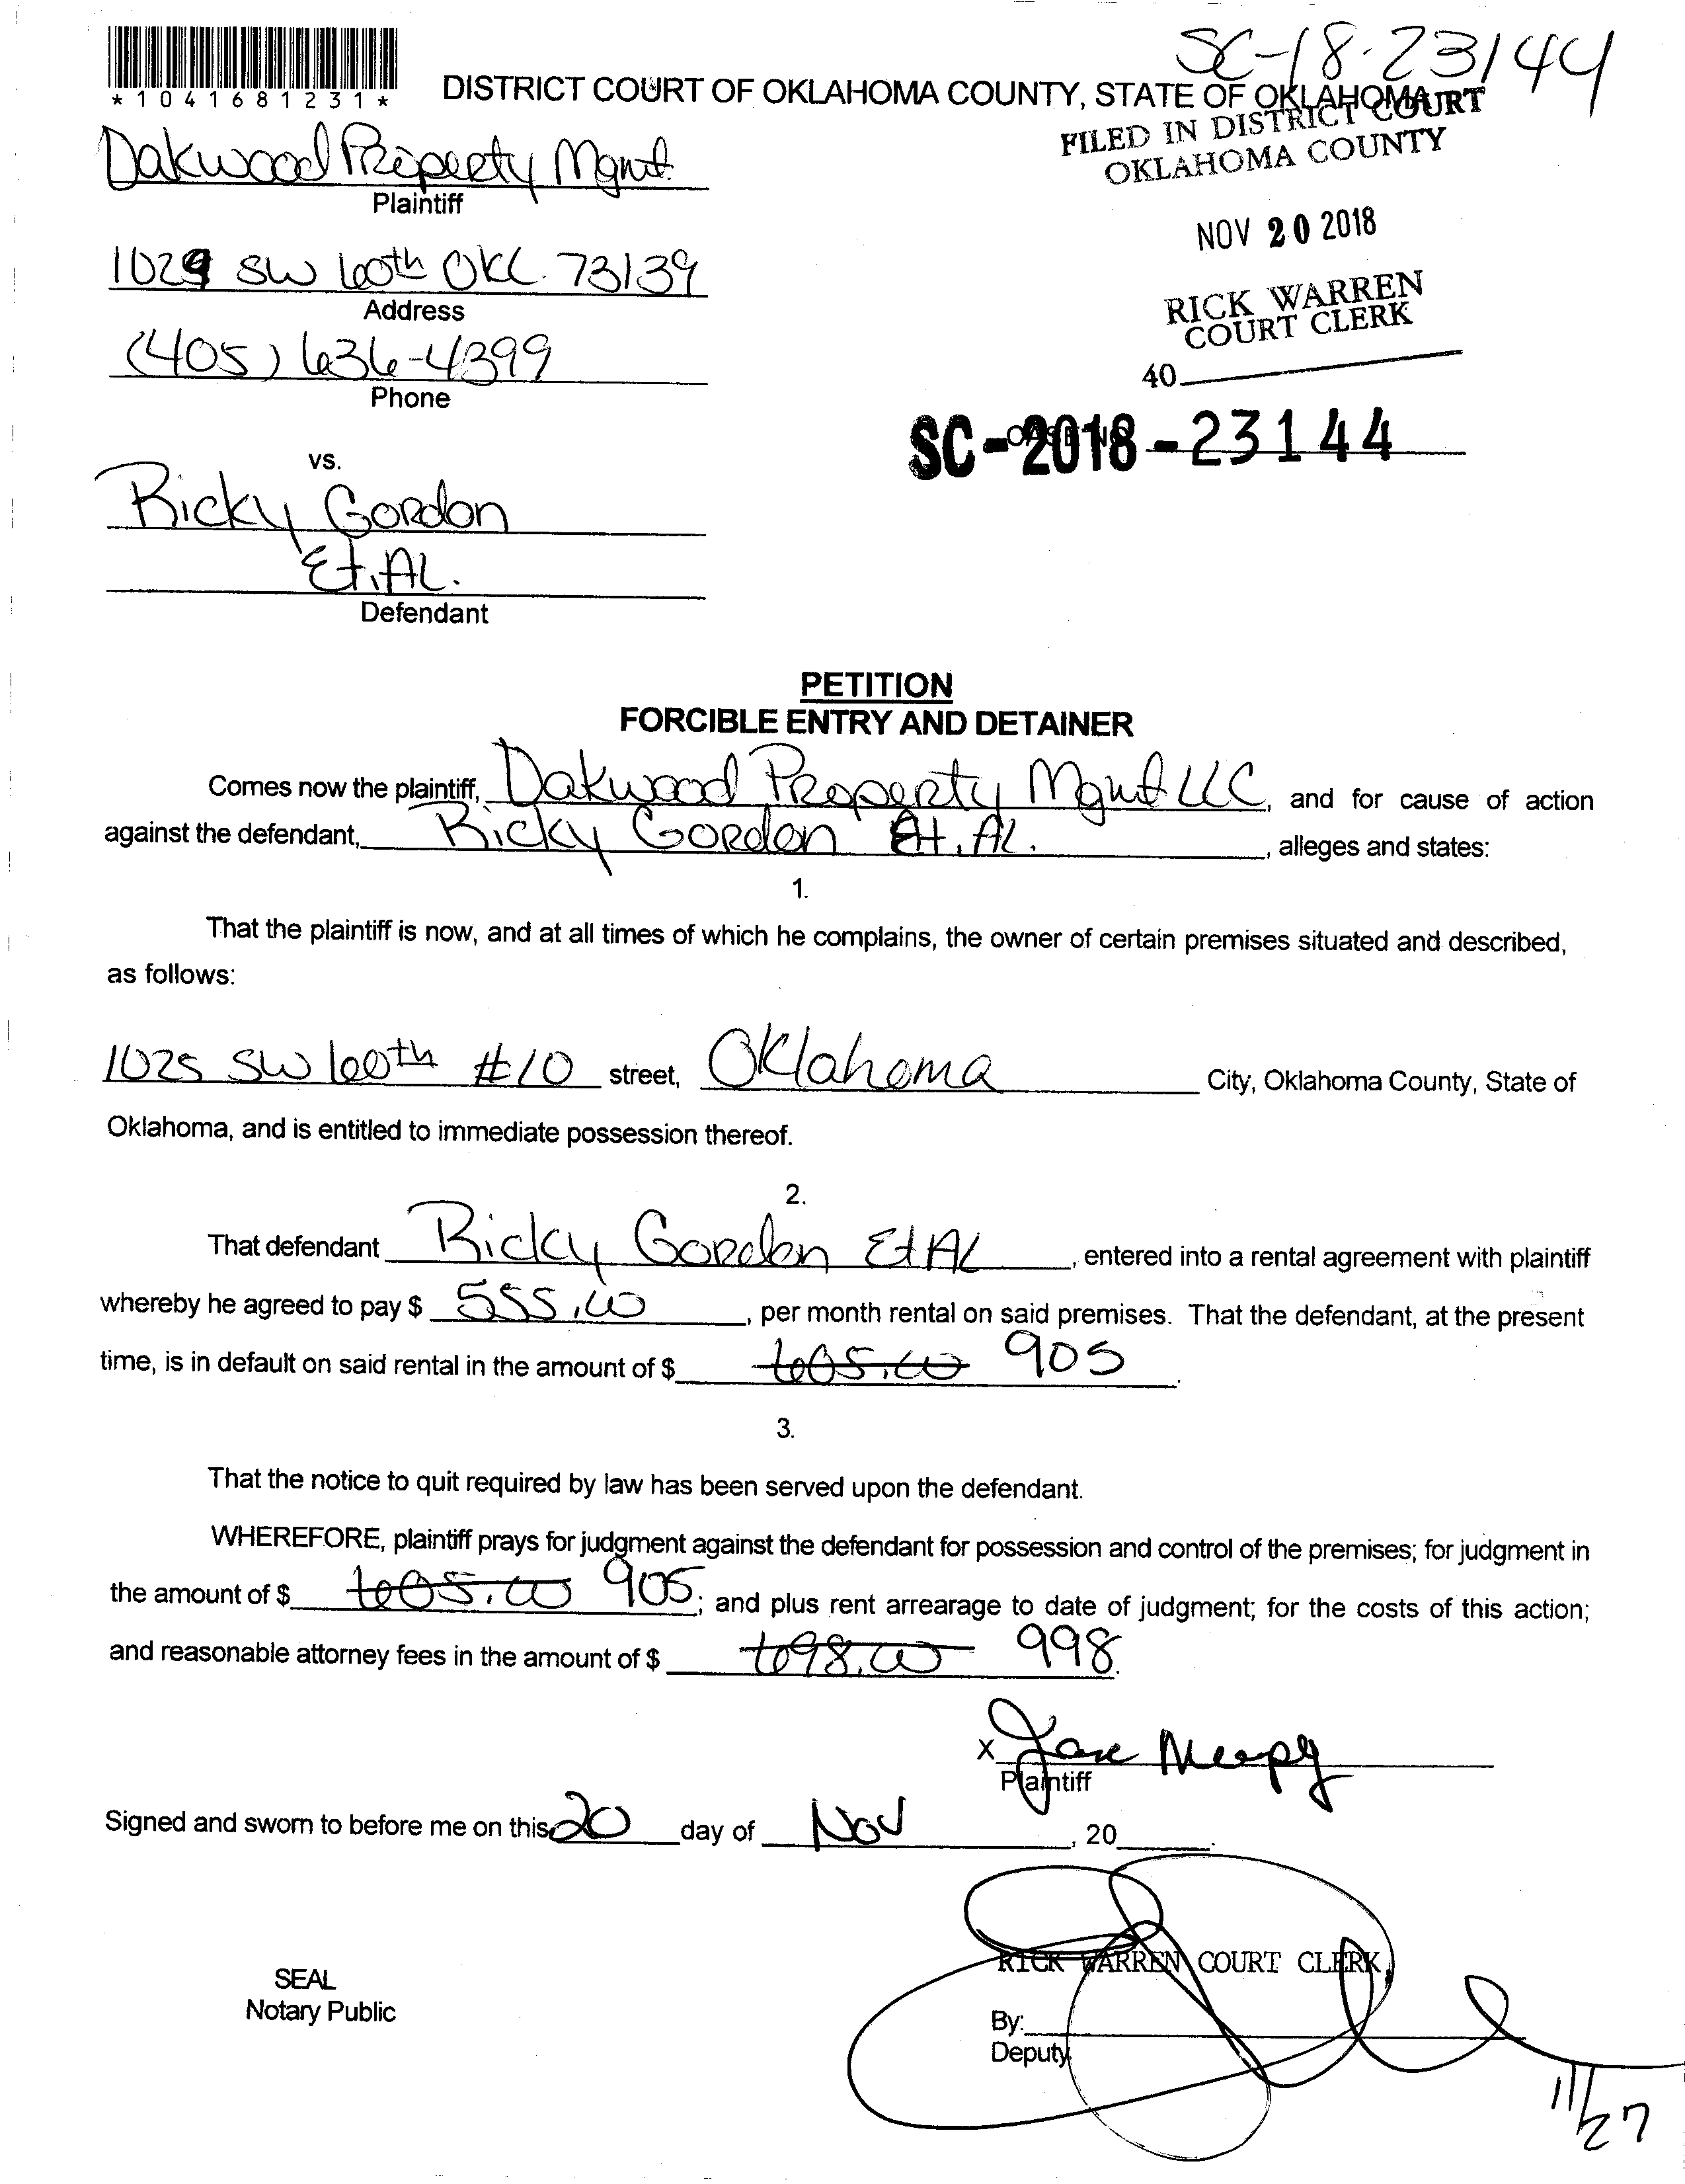 SC-18-23144
*1041681231*
DISTRICT COURT OF OKLAHOMA COUNTY, STATE OF OKLAHOMA
FILED IN DISTRICT COURT
OKLAHOMA COUNTY
Oakwood Property Mgmt.
Plaintiff
NOV 20 2018
1029 SW 60th OKC. 73139
Address
RICK WARREN
COURT CLERK
(405) 636-4399
Phone
40
SC-2018-23144
vs.
Ricky Gordon
Et. AL.
Defendant
PETITION
FORCIBLE ENTRY AND DETAINER
Comes now the plaintiff, Oakwood Property Mgmt LLC, and for cause of action
against the defendant, Ricky Gordon Et. AL., alleges and states:
1.
That the plaintiff is now, and at all times of which he complains, the owner of certain premises situated and described,
as follows:
1025 SW 60th #10 street, Oklahoma City, Oklahoma County, State of
Oklahoma, and is entitled to immediate possession thereof.
2.
That defendant Ricky Gordon Et AL, entered into a rental agreement with plaintiff
whereby he agreed to pay $ 555.00, per month rental on said premises. That the defendant, at the present
time, is in default on said rental in the amount of $ 605.00 905.
3.
That the notice to quit required by law has been served upon the defendant.
WHEREFORE, plaintiff prays for judgment against the defendant for possession and control of the premises; for judgment in
the amount of $ 605.00 905; and plus rent arrearage to date of judgment; for the costs of this action;
and reasonable attorney fees in the amount of $ 698.00 998.
X
Plaintiff
Signed and sworn to before me on this 20 day of Nov, 20 .
RICK WARREN COURT CLERK
SEAL
Notary Public
By:
Deputy
11/27